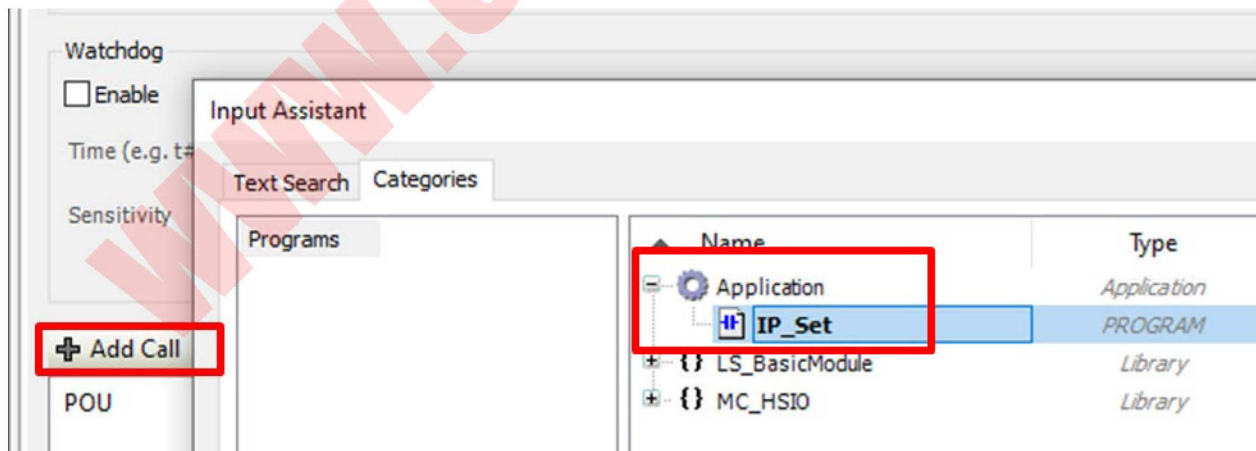 www.
Watchdog
Enable
Input Assistant
Time (e.g. t#
Text Search Categories
Sensitivity
Programs
Name Type
Application Application
IP_Set PROGRAM
Add Call
{} LS_BasicModule Library
POU
{} MC_HSIO Library